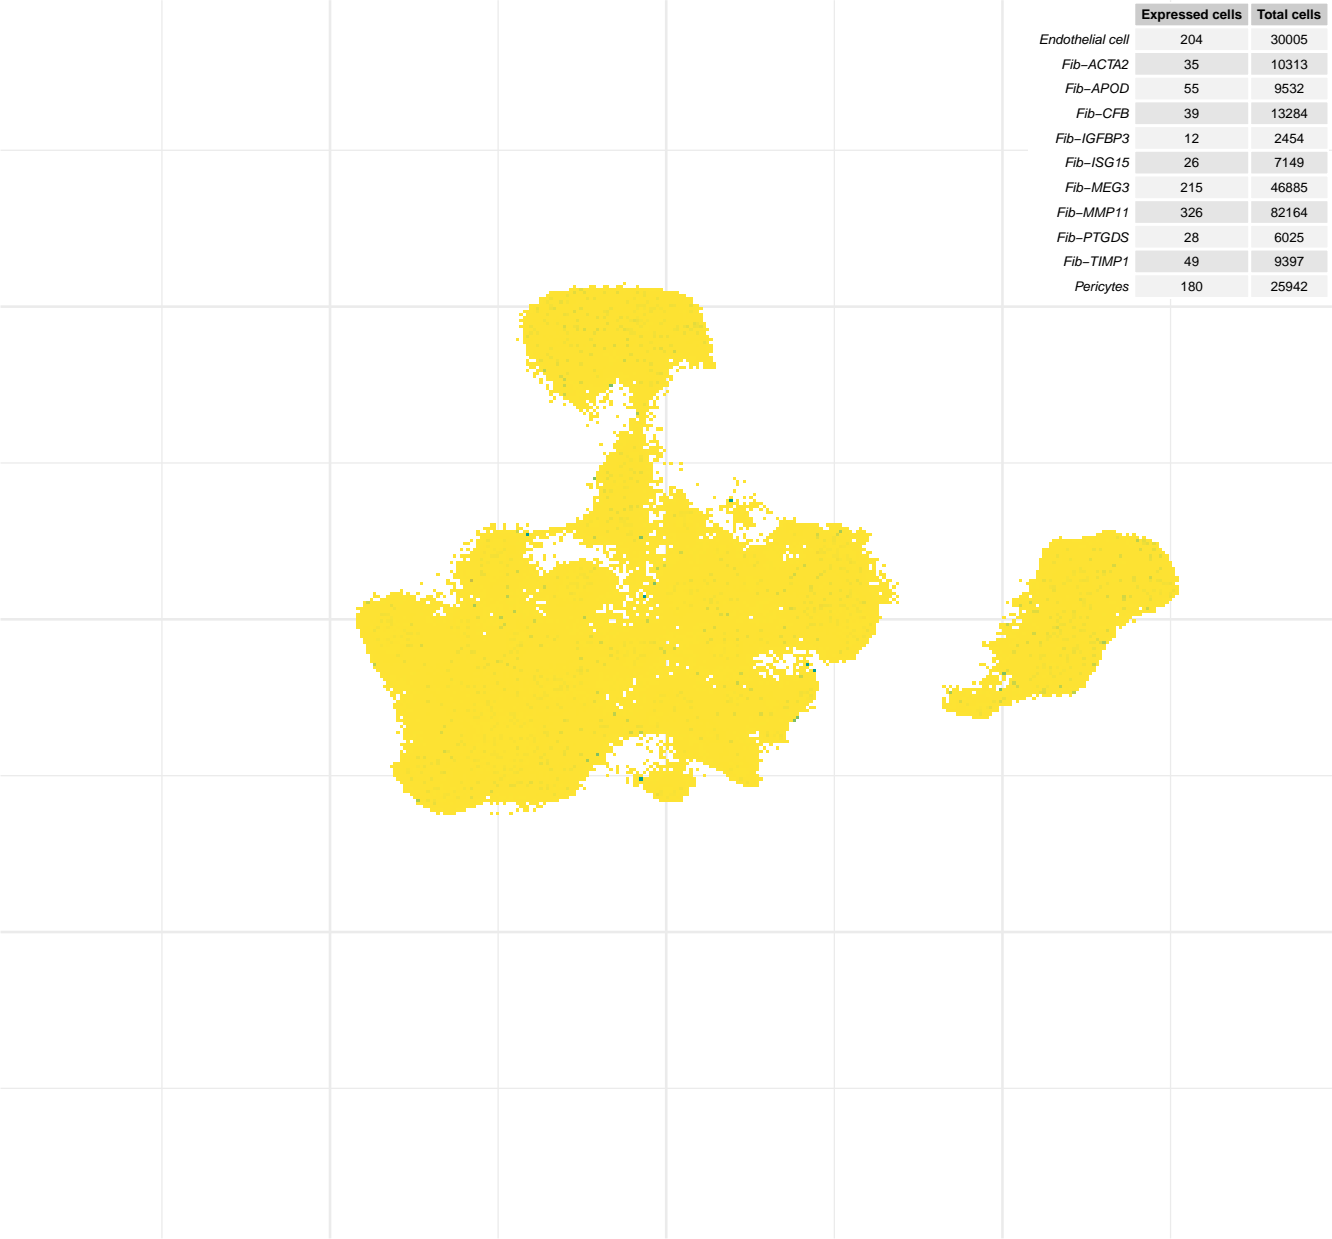 Expressed cells Total cells
Endothelial cell 204 30005
Fib−ACTA2 35 10313
Fib−APOD 55 9532
Fib−CFB 39 13284
Fib−IGFBP3 12 2454
Fib−ISG15 26 7149
Fib−MEG3 215 46885
Fib−MMP11 326 82164
Fib−PTGDS 28 6025
Fib−TIMP1 49 9397
Pericytes 180 25942